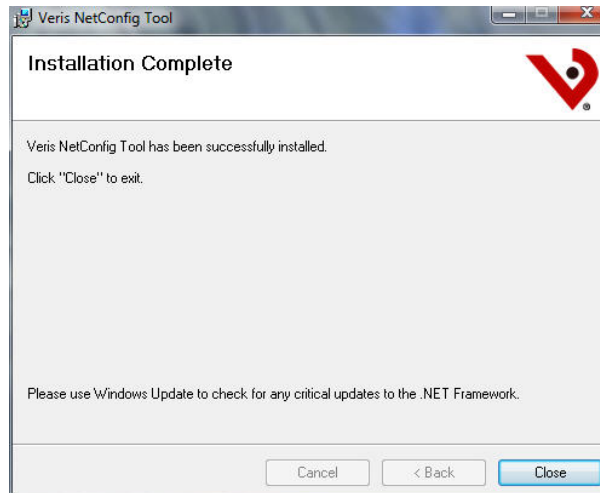 Veris NetConfig Tool
Installation Complete
®
Veris NetConfig Tool has been successfully installed.
Click "Close" to exit.
Please use Windows Update to check for any critical updates to the .NET Framework.
Cancel
< Back
Close